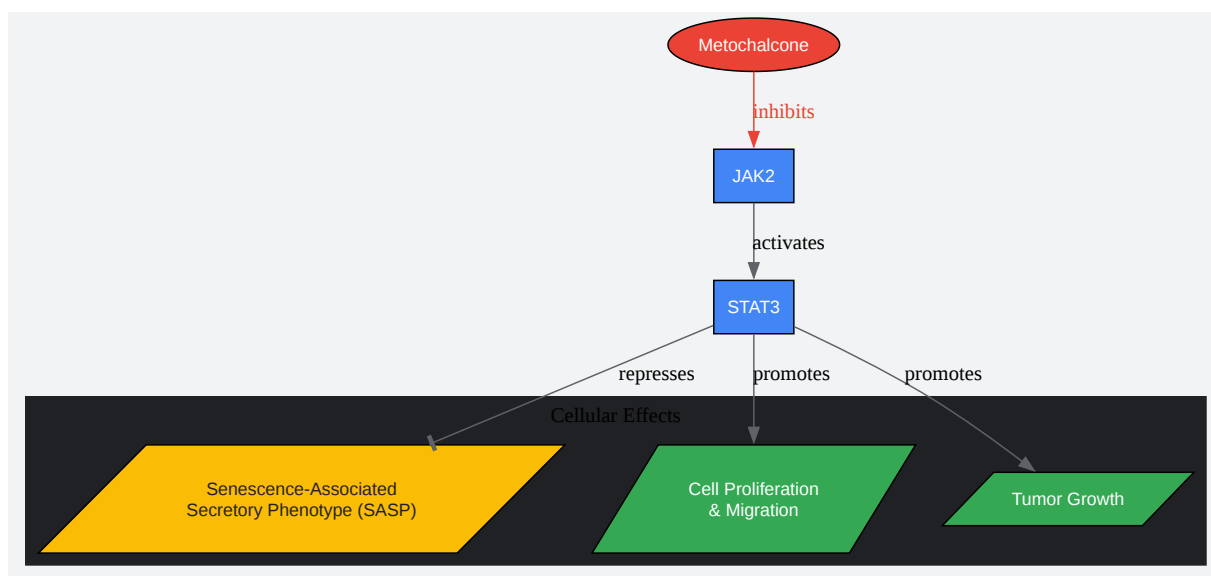 Metochalcone
inhibits
JAK2
activates
STAT3
represses
promotes
promotes
Cellular Effects
Senescence-Associated
Secretory Phenotype (SASP)
Cell Proliferation
& Migration
Tumor Growth